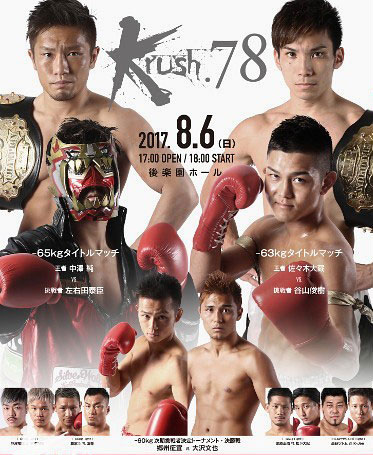 Krush.78
2017. 8.6(日)
17:00 OPEN / 18:00 START
後楽園ホール
-65kgタイトルマッチ
王者 中澤 純
vs
挑戦者 左右田泰臣
-63kgタイトルマッチ
王者 佐々木大蔵
vs
挑戦者 谷山俊樹
-60kg 次期挑戦者決定トーナメント・決勝戦
郷州征宜 vs 大沢文也